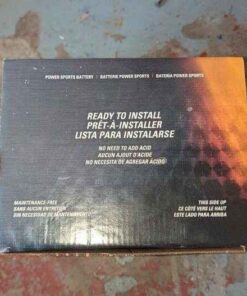 POWER SPORTS BATTERY | BATTERIE POWER SPORTS | BATERÍA POWER SPORTS
READY TO INSTALL
PRÊT-À-INSTALLER
LISTA PARA INSTALARSE
NO NEED TO ADD ACID
AUCUN AJOUT D'ACIDE
NO NECESITA DE AGREGAR ACIDO
MAINTENANCE-FREE
SANS AUCUN ENTRETIEN
SIN NECESIDAD DE MANTENIMIENTO
THIS SIDE UP
CE CÔTÉ VERS LE HAUT
ESTE LADO PARA ARRIBA